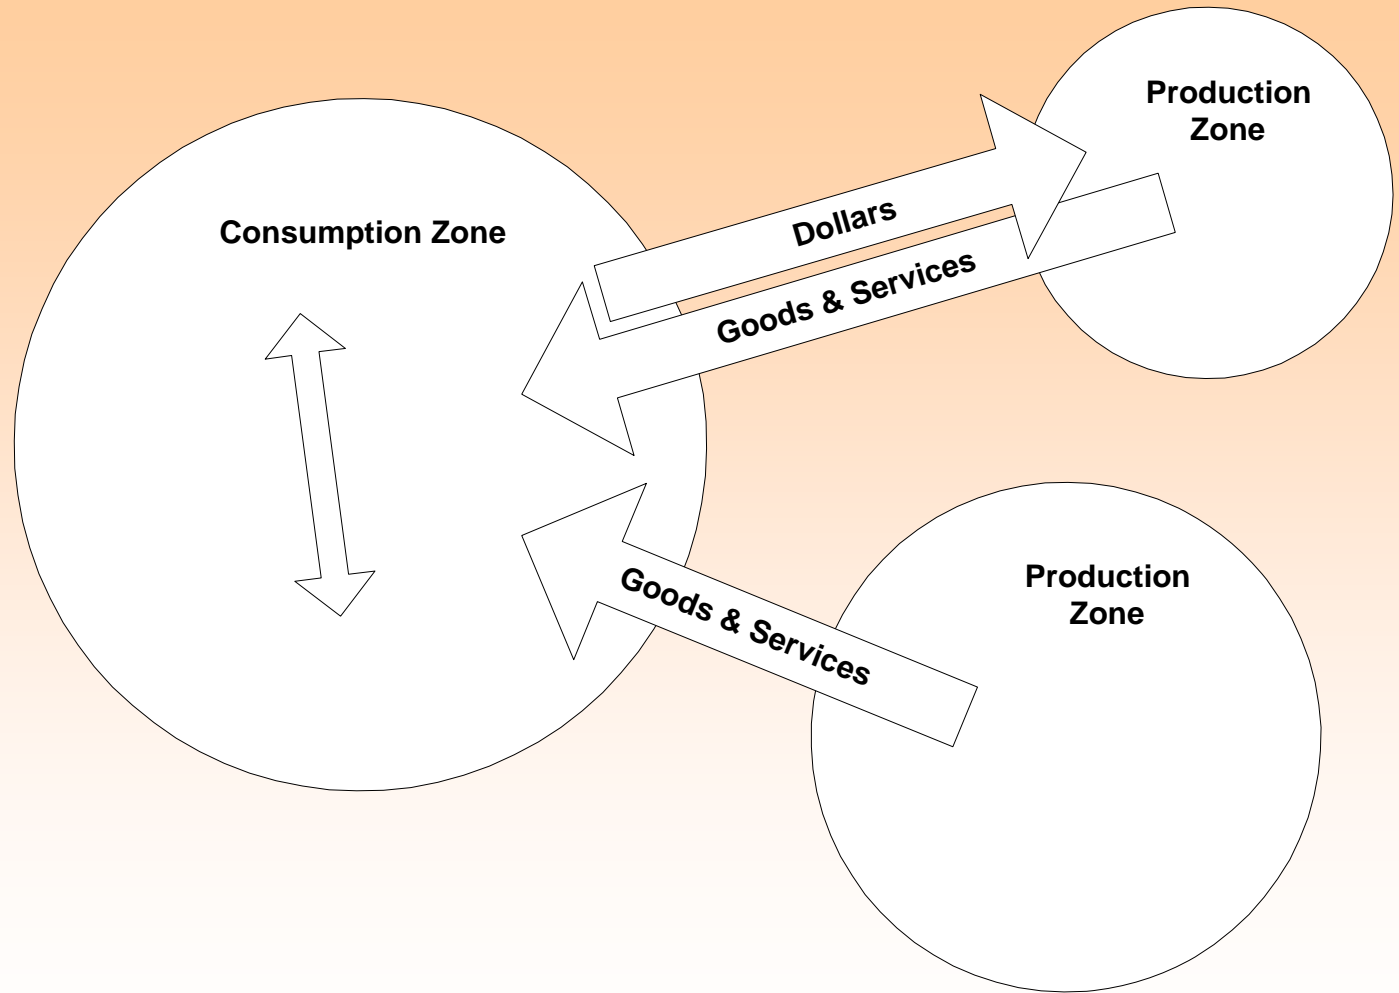 Production
Zone
Consumption Zone
Dollars
Goods & Services
Production
Zone
Goods & Services